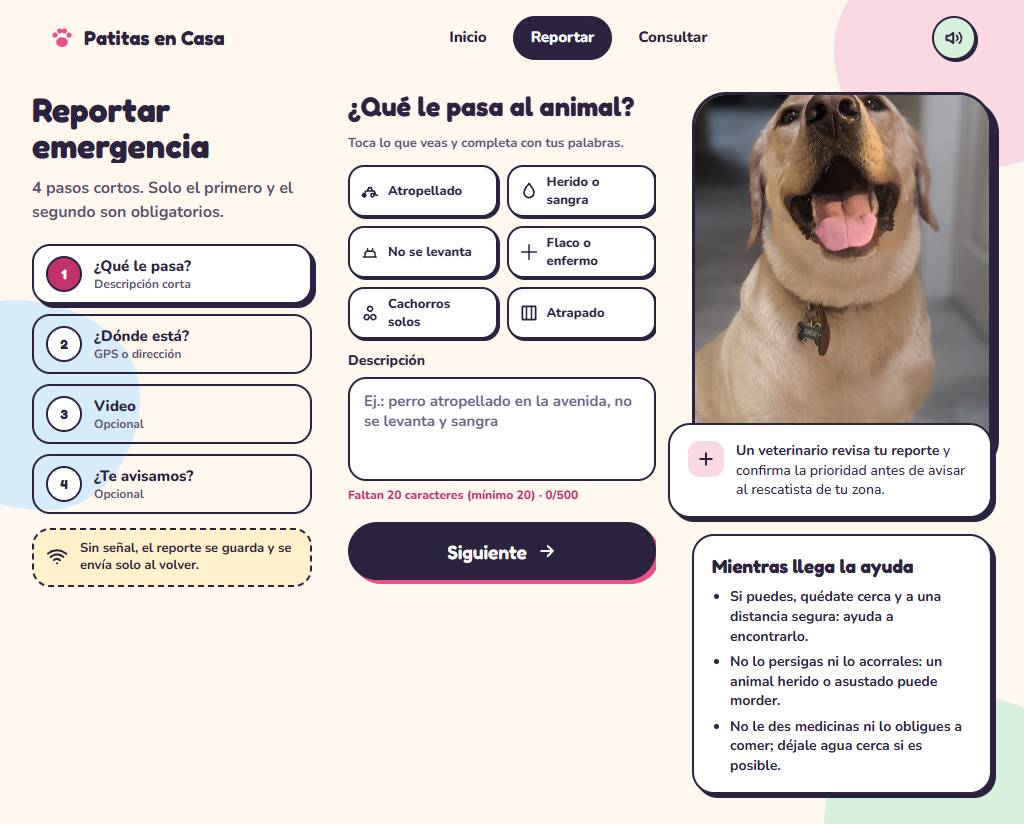 Patitas en Casa
Inicio
Reportar
Consultar
Reportar
emergencia
4 pasos cortos. Solo el primero y el
segundo son obligatorios.
1
¿Qué le pasa?
Descripción corta
2
¿Dónde está?
GPS o dirección
3
Video
Opcional
4
¿Te avisamos?
Opcional
Sin señal, el reporte se guarda y se
envía solo al volver.
¿Qué le pasa al animal?
Toca lo que veas y completa con tus palabras.
Atropellado
Herido o
sangra
No se levanta
Flaco o
enfermo
Cachorros
solos
Atrapado
Descripción
Ej.: perro atropellado en la avenida, no
se levanta y sangra
Faltan 20 caracteres (mínimo 20) · 0/500
Siguiente →
Un veterinario revisa tu reporte y
confirma la prioridad antes de avisar
al rescatista de tu zona.
Mientras llega la ayuda
• Si puedes, quédate cerca y a una
distancia segura: ayuda a
encontrarlo.
• No lo persigas ni lo acorrales: un
animal herido o asustado puede
morder.
• No le des medicinas ni lo obligues a
comer; déjale agua cerca si es
posible.